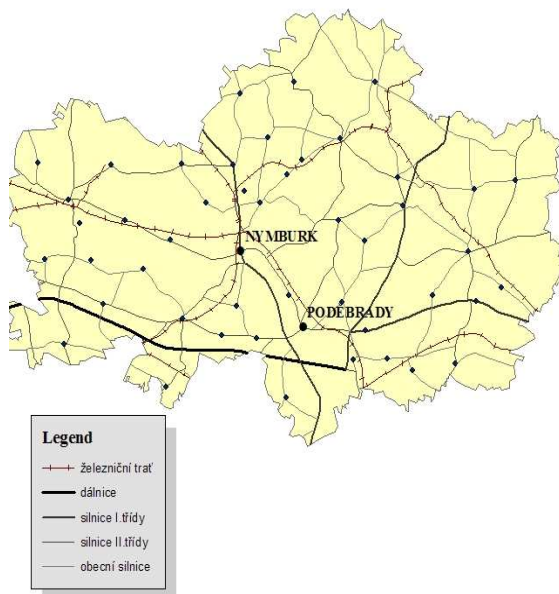 NYMBURK
PODĚBRADY
Legend
železniční trať
dálnice
silnice I.třídy
silnice II.třídy
obecní silnice